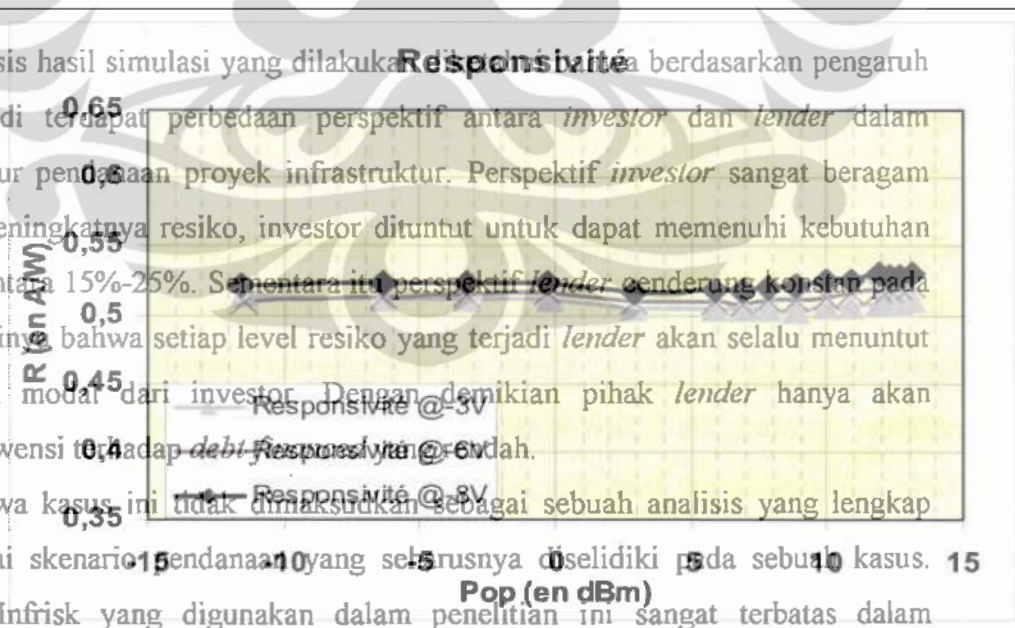 Responsivité
sis hasil simulasi yang dilakukan berdasarkan pengaruh
0,65
di terdapat perbedaan perspektif antara investor dan lender dalam
0,6
ur pendanaan proyek infrastruktur. Perspektif investor sangat beragam
0,55
eningkatnya resiko, investor dituntut untuk dapat memenuhi kebutuhan
ntara 15%-25%. Sementara itu perspektif lender cenderung konstan pada
0,5
inya bahwa setiap level resiko yang terjadi lender akan selalu menuntut
R (en A/W)
0,45
modal dari investor. Dengan demikian pihak lender hanya akan
Responsivité @-3V
0,4
wensi terhadap debt yang rendah.
Responsivité @-6V
Responsivité @-8V
wa kasus ini tidak dimaksudkan sebagai sebuah analisis yang lengkap
0,35
ai skenario pendanaan yang seharusnya diselidiki pada sebuah kasus.
-15 -10 -5 0 5 10 15
Pop (en dBm)
Infrisk yang digunakan dalam penelitian ini sangat terbatas dalam